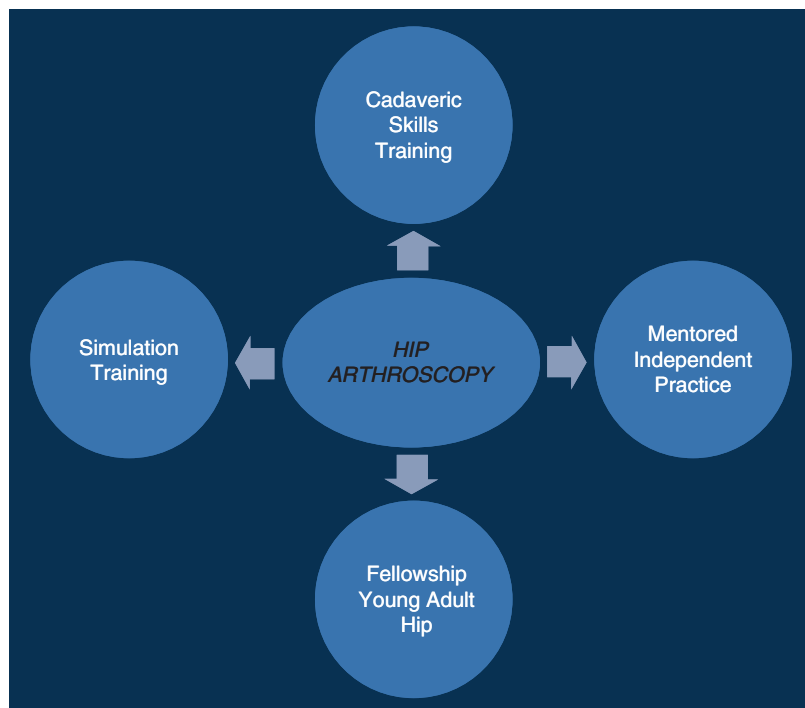 Cadaveric
Skills
Training
Simulation
Training
HIP
ARTHROSCOPY
Mentored
Independent
Practice
Fellowship
Young Adult
Hip